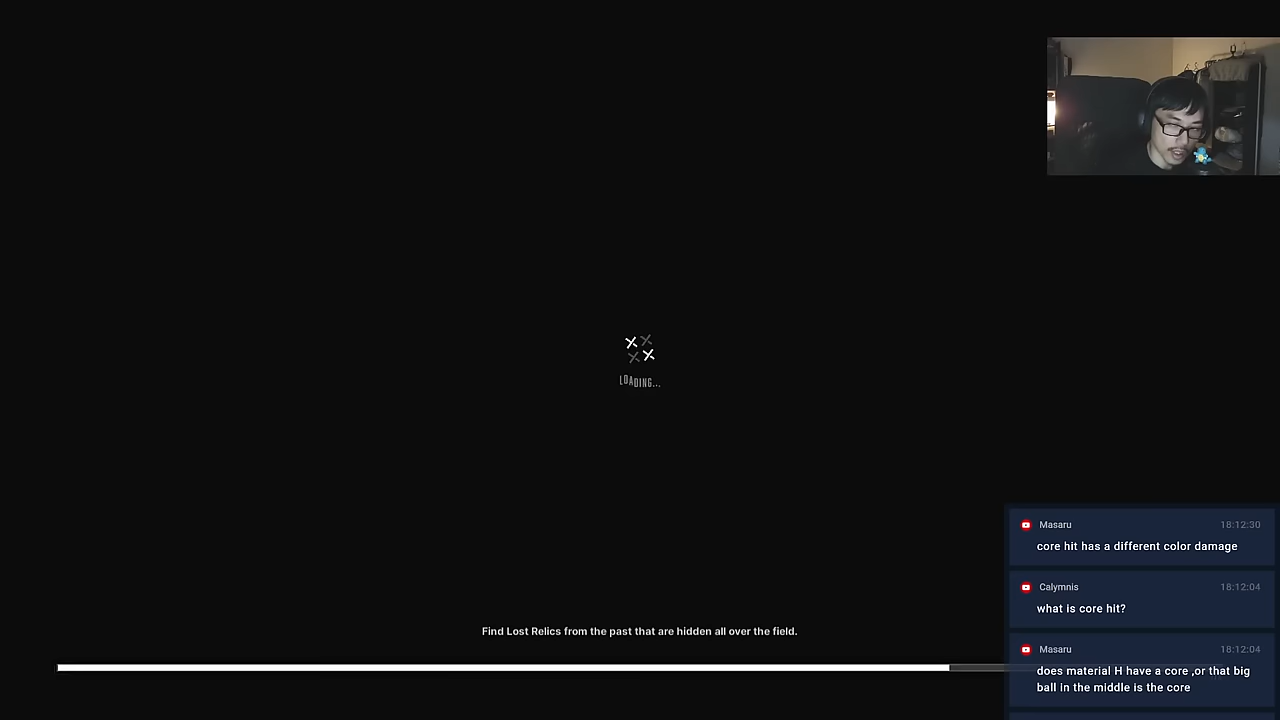 LOADING...
Find Lost Relics from the past that are hidden all over the field.
Masaru 18:12:30
core hit has a different color damage
Calymnis 18:12:04
what is core hit?
Masaru 18:12:04
does material H have a core ,or that big
ball in the middle is the core